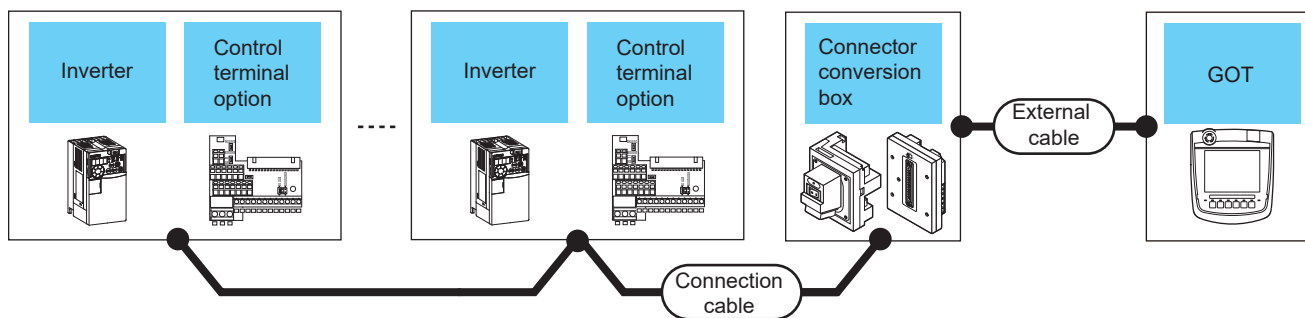 Inverter
Control
terminal
option
Inverter
Control
terminal
option
Connector
conversion
box
External
cable
GOT
Connection
cable